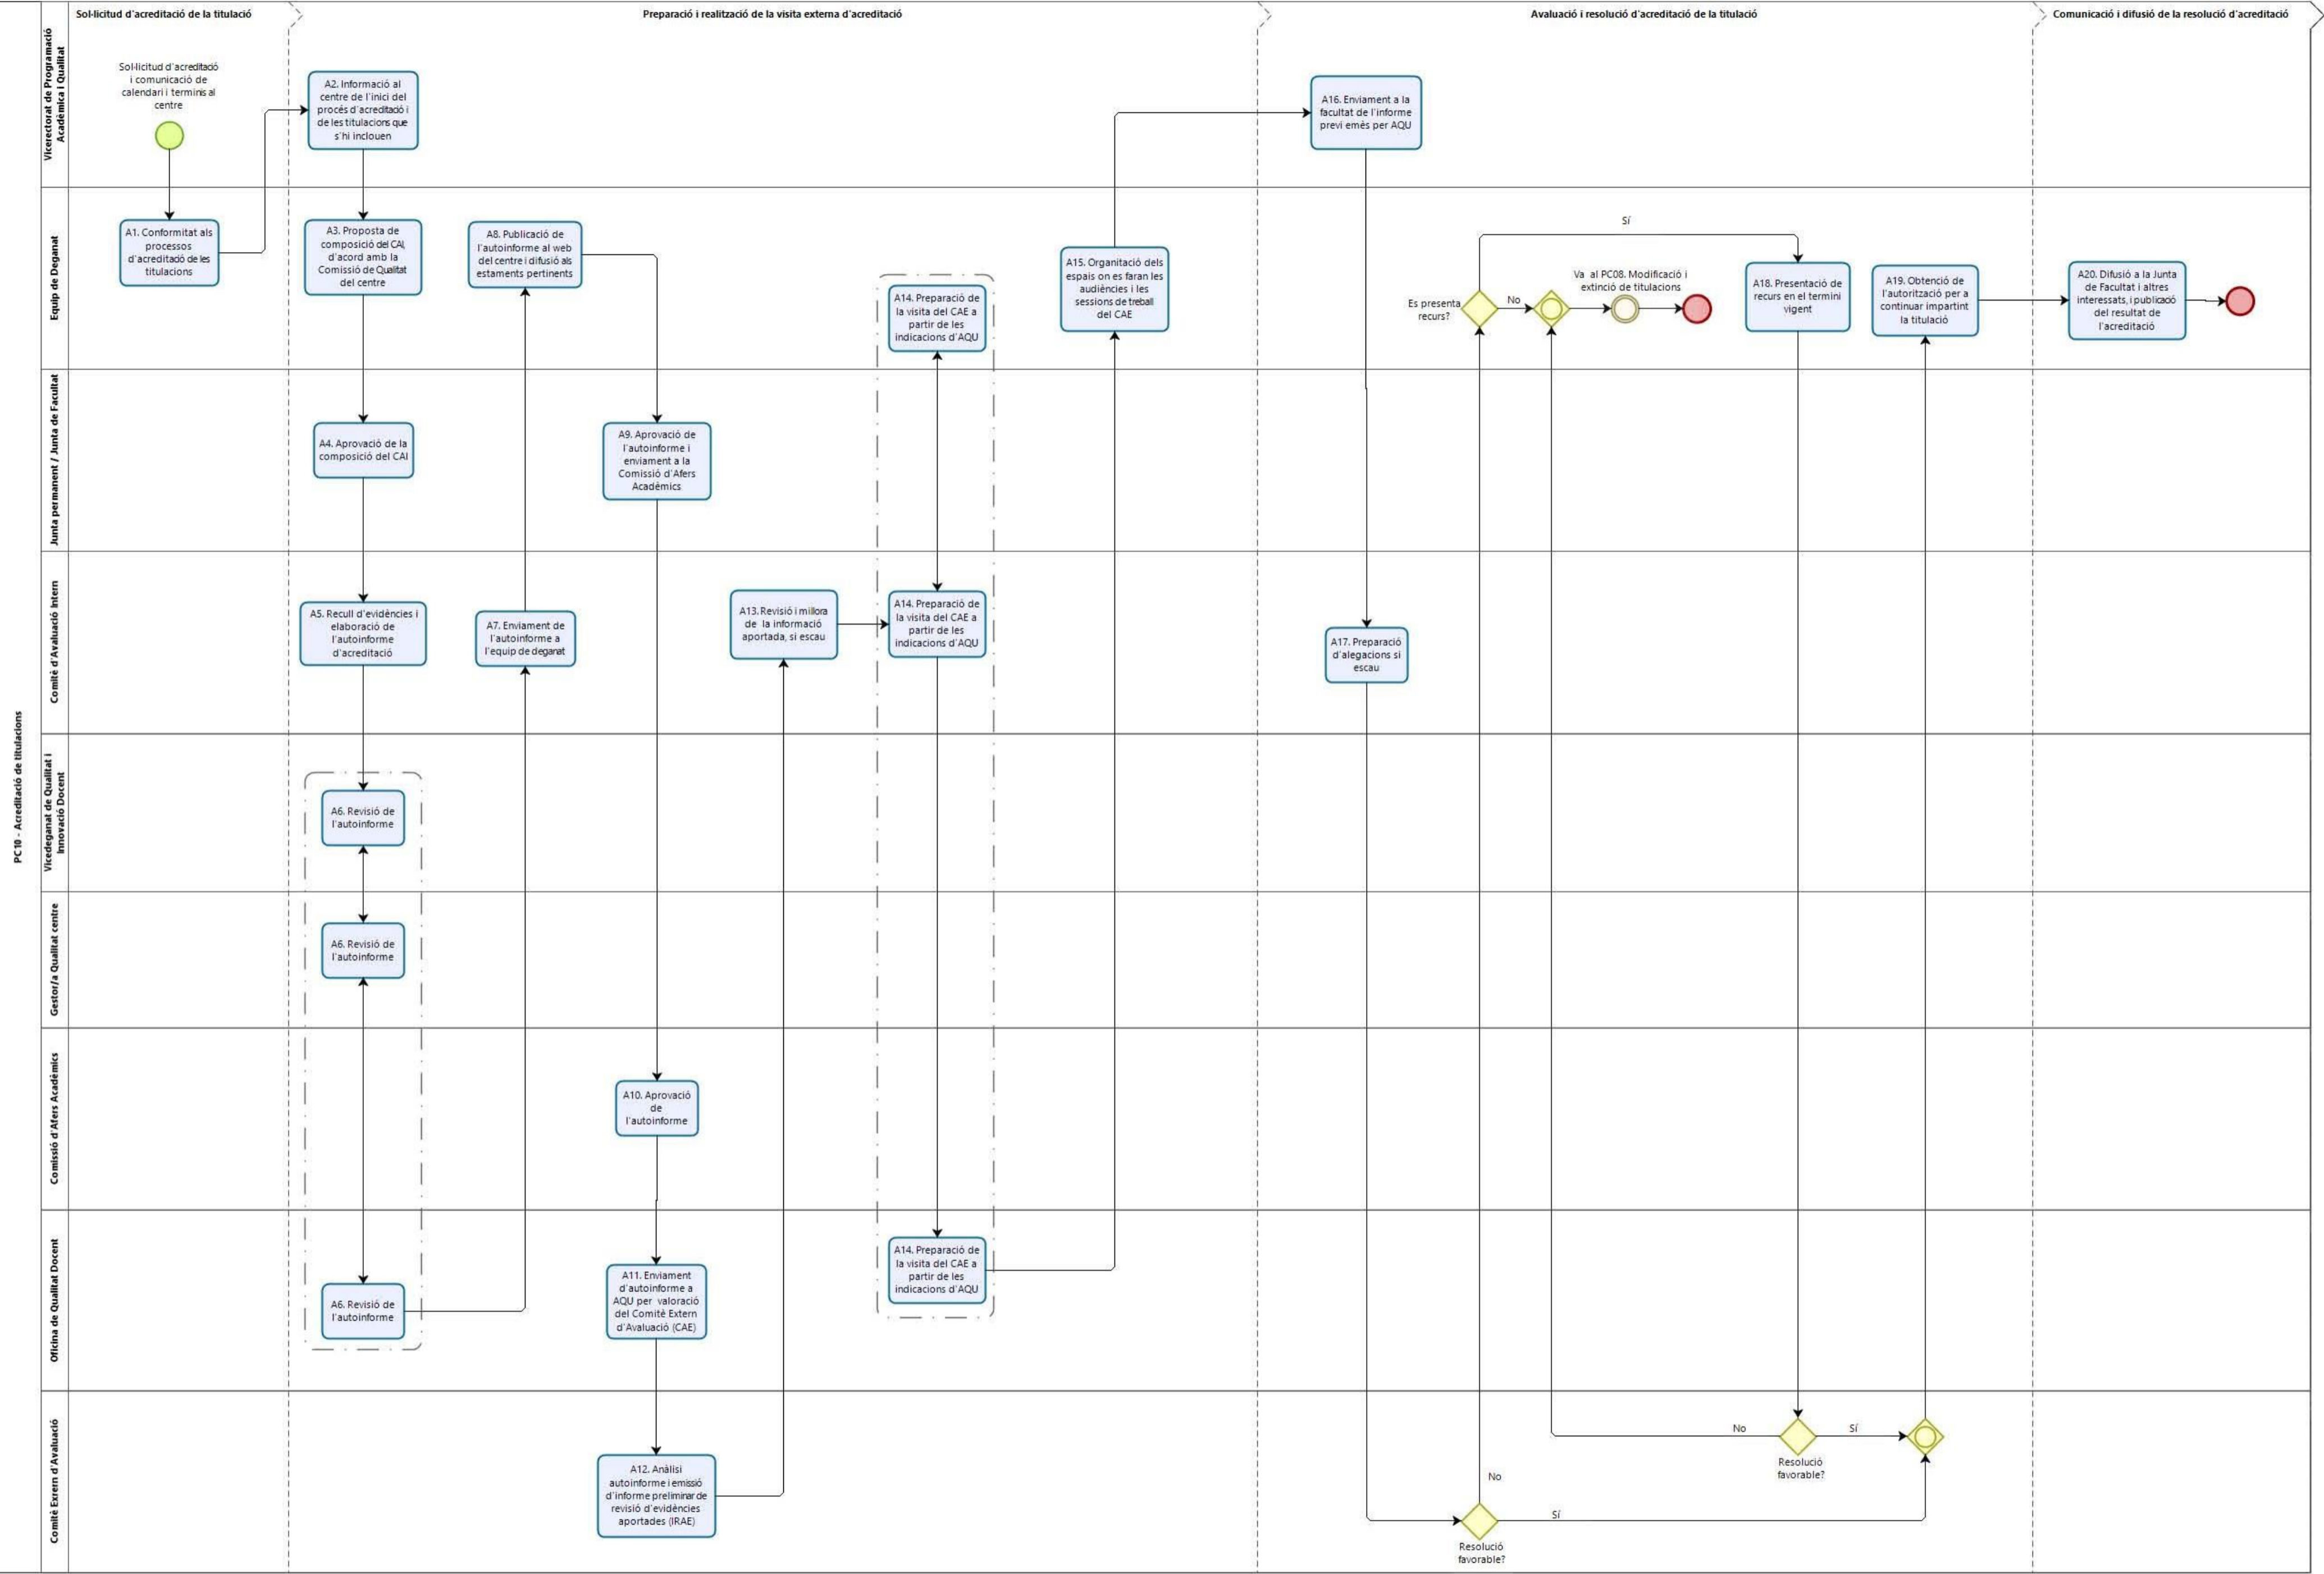 Sol·licitud d'acreditació de la titulació
Preparació i realització de la visita externa d'acreditació
Avaluació i resolució d'acreditació de la titulació
Comunicació i difusió de la resolució d'acreditació
PC10 - Acreditació de titulacions
Vicerectorat de Programació
Acadèmica i Qualitat
Sol·licitud d'acreditació
i comunicació de
calendari i terminis al
centre
A2. Informació al
centre de l'inici del
procés d'acreditació i
de les titulacions que
s'hi inclouen
A16. Enviament a la
facultat de l'informe
previ emès per AQU
Equip de Deganat
A1. Conformitat als
processos
d'acreditació de les
titulacions
A3. Proposta de
composició del CAI,
d'acord amb la
Comissió de Qualitat
del centre
A8. Publicació de
l'autoinforme al web
del centre i difusió als
estaments pertinents
A14. Preparació de
la visita del CAE a
partir de les
indicacions d'AQU
A15. Organització dels
espais on es faran les
audiències i les
sessions de treball
del CAE
Es presenta
recurs?
Sí
No
Va al PC08. Modificació i
extinció de titulacions
A18. Presentació de
recurs en el termini
vigent
A19. Obtenció de
l'autorització per a
continuar impartint
la titulació
A20. Difusió a la Junta
de Facultat i altres
interessats, i publicació
del resultat de
l'acreditació
Junta permanent / Junta de Facultat
A4. Aprovació de la
composició del CAI
A9. Aprovació de
l'autoinforme i
enviament a la
Comissió d'Afers
Acadèmics
Comitè d'Avaluació Intern
A5. Recull d'evidències i
elaboració de
l'autoinforme
d'acreditació
A7. Enviament de
l'autoinforme a
l'equip de deganat
A13. Revisió i millora
de la informació
aportada, si escau
A14. Preparació de
la visita del CAE a
partir de les
indicacions d'AQU
A17. Preparació
d'alegacions si
escau
Vicedeganat de Qualitat i
Innovació Docent
A6. Revisió de
l'autoinforme
Gestor/a Qualitat centre
A6. Revisió de
l'autoinforme
Comissió d'Afers Acadèmics
A10. Aprovació
de
l'autoinforme
Oficina de Qualitat Docent
A6. Revisió de
l'autoinforme
A11. Enviament
d'autoinforme a
AQU per valoració
del Comitè Extern
d'Avaluació (CAE)
A14. Preparació de
la visita del CAE a
partir de les
indicacions d'AQU
Comitè Exrern d'Avaluació
A12. Anàlisi
autoinforme i emissió
d'informe preliminar de
revisió d'evidències
aportades (IRAE)
No
Sí
Resolució
favorable?
No
Sí
Resolució
favorable?